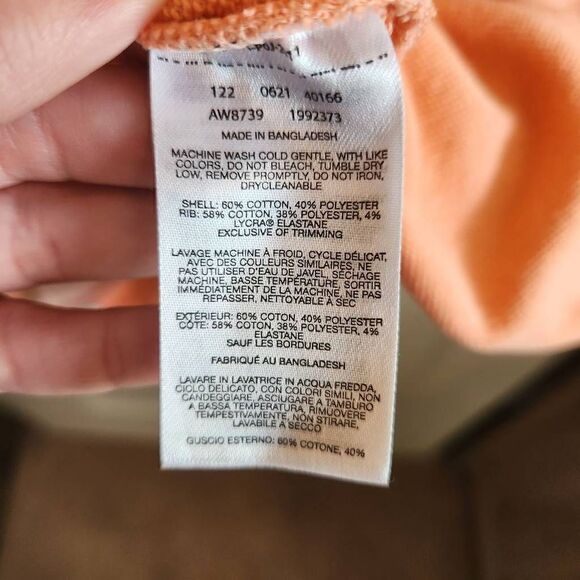 122 0621 40166
AW8739 1992373
MADE IN BANGLADESH
MACHINE WASH COLD GENTLE, WITH LIKE
COLORS, DO NOT BLEACH, TUMBLE DRY
LOW, REMOVE PROMPTLY, DO NOT IRON,
DRYCLEANABLE
SHELL: 60% COTTON, 40% POLYESTER
RIB: 58% COTTON, 38% POLYESTER, 4%
LYCRA® ELASTANE
EXCLUSIVE OF TRIMMING
LAVAGE MACHINE À FROID, CYCLE DÉLICAT,
AVEC DES COULEURS SIMILAIRES, NE
PAS UTILISER D'EAU DE JAVEL, SÉCHAGE
MACHINE, BASSE TEMPÉRATURE, SORTIR
IMMÉDIATEMENT DE LA MACHINE, NE PAS
REPASSER, NETTOYABLE À SEC
EXTÉRIEUR: 60% COTON, 40% POLYESTER
CÔTE: 58% COTON, 38% POLYESTER, 4%
ELASTANE
SAUF LES BORDURES
FABRIQUÉ AU BANGLADESH
LAVARE IN LAVATRICE IN ACQUA FREDDA,
CICLO DELICATO, CON COLORI SIMILI, NON
CANDEGGIARE, ASCIUGARE A TAMBURO
A BASSA TEMPERATURA, RIMUOVERE
TEMPESTIVAMENTE, NON STIRARE,
LAVABILE A SECCO
GUSCIO ESTERNO: 60% COTONE, 40%